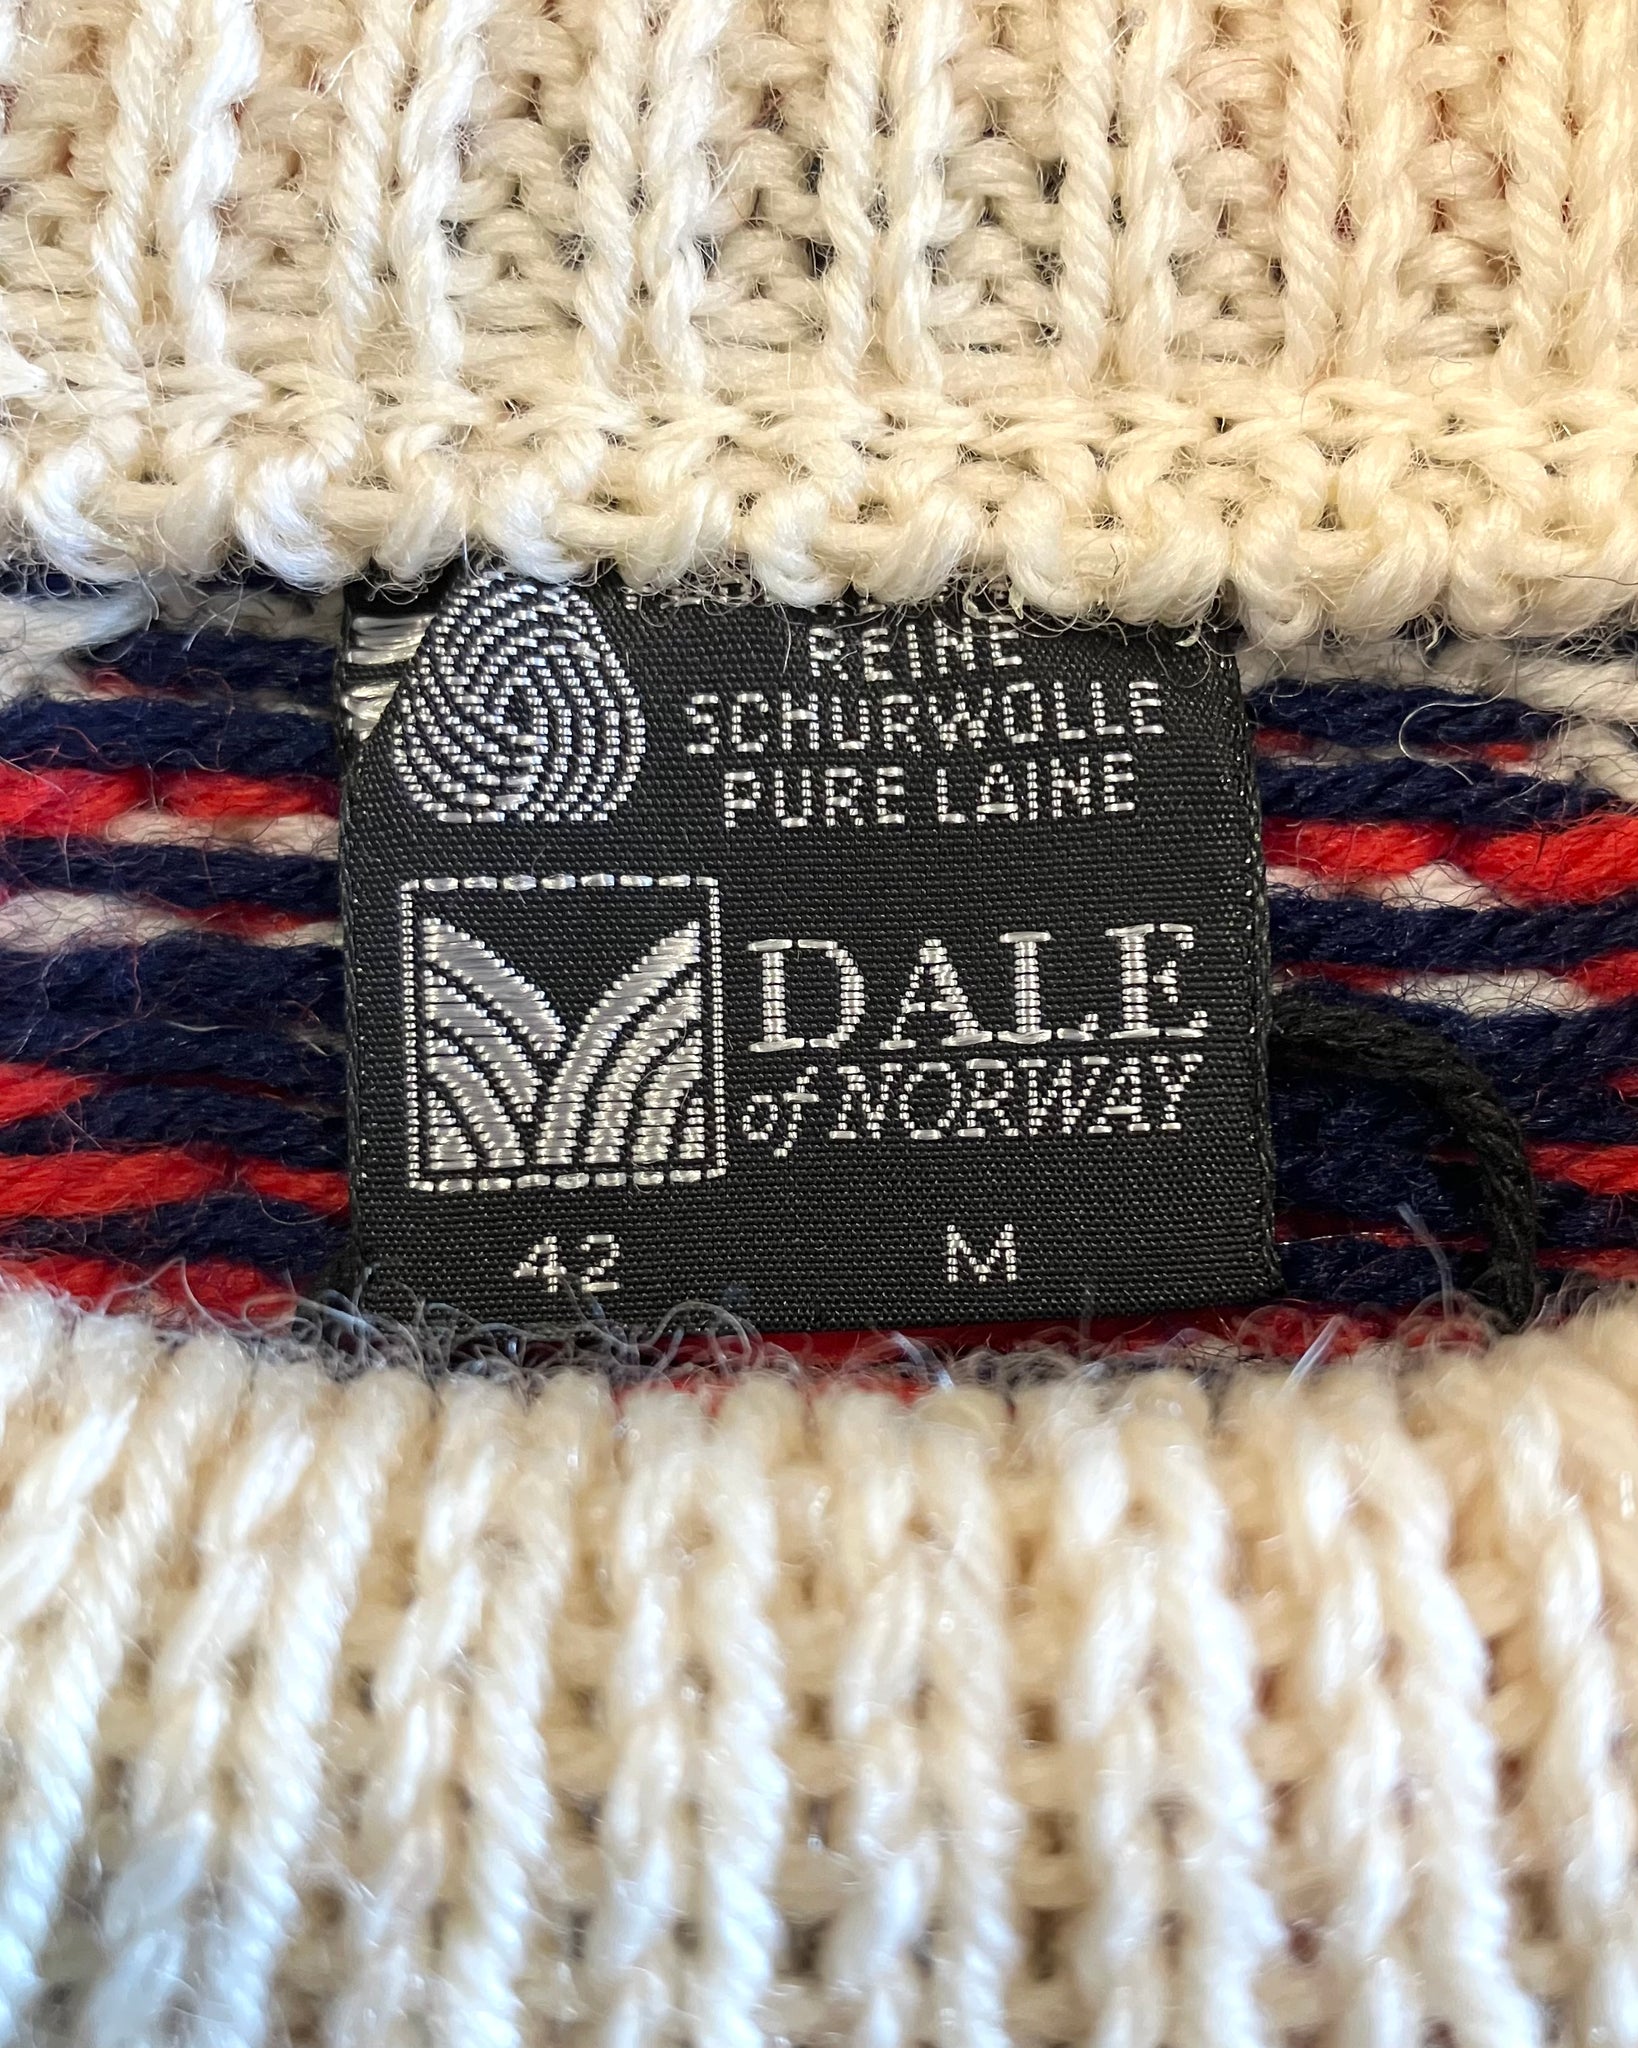 REINE
SCHURWOLLE
PURE LAINE
DALE
of NORWAY
42 M